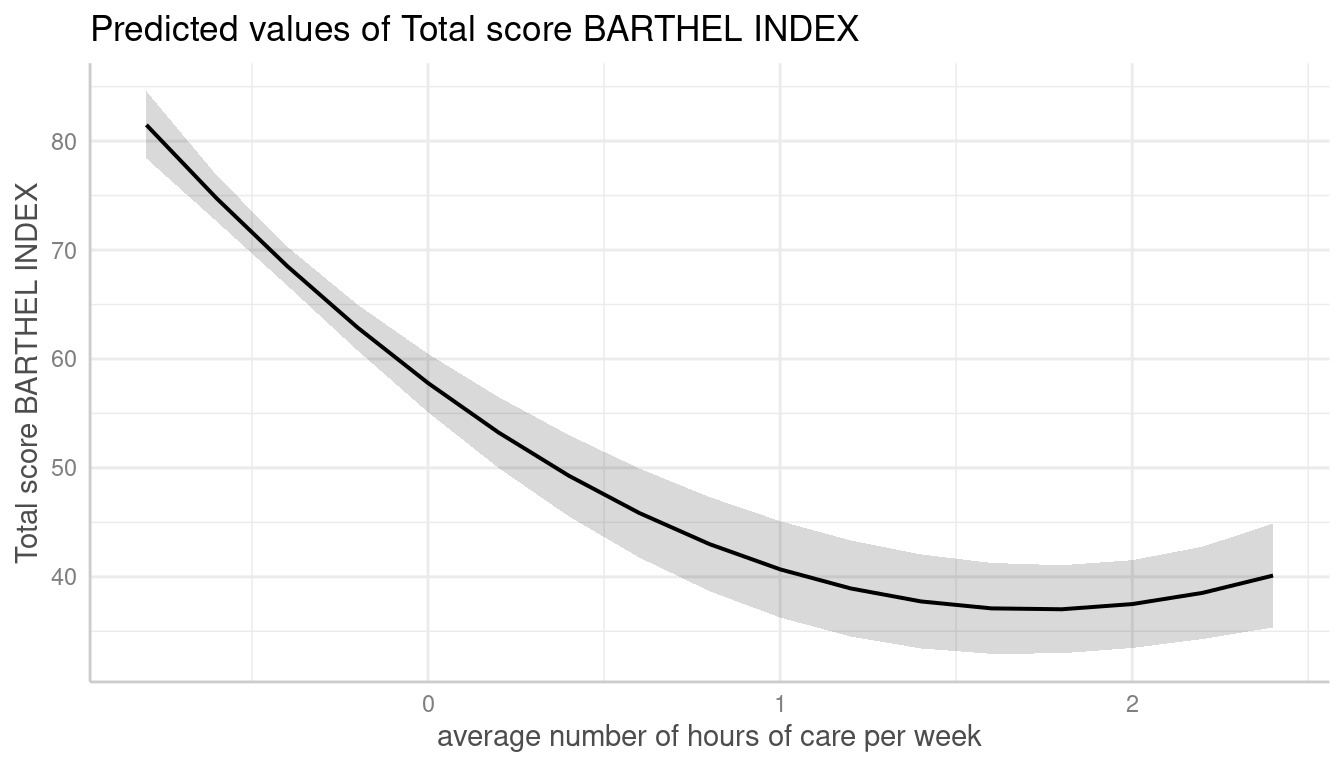 Predicted values of Total score BARTHEL INDEX
Total score BARTHEL INDEX
80
70
60
50
40
0
1
2
average number of hours of care per week